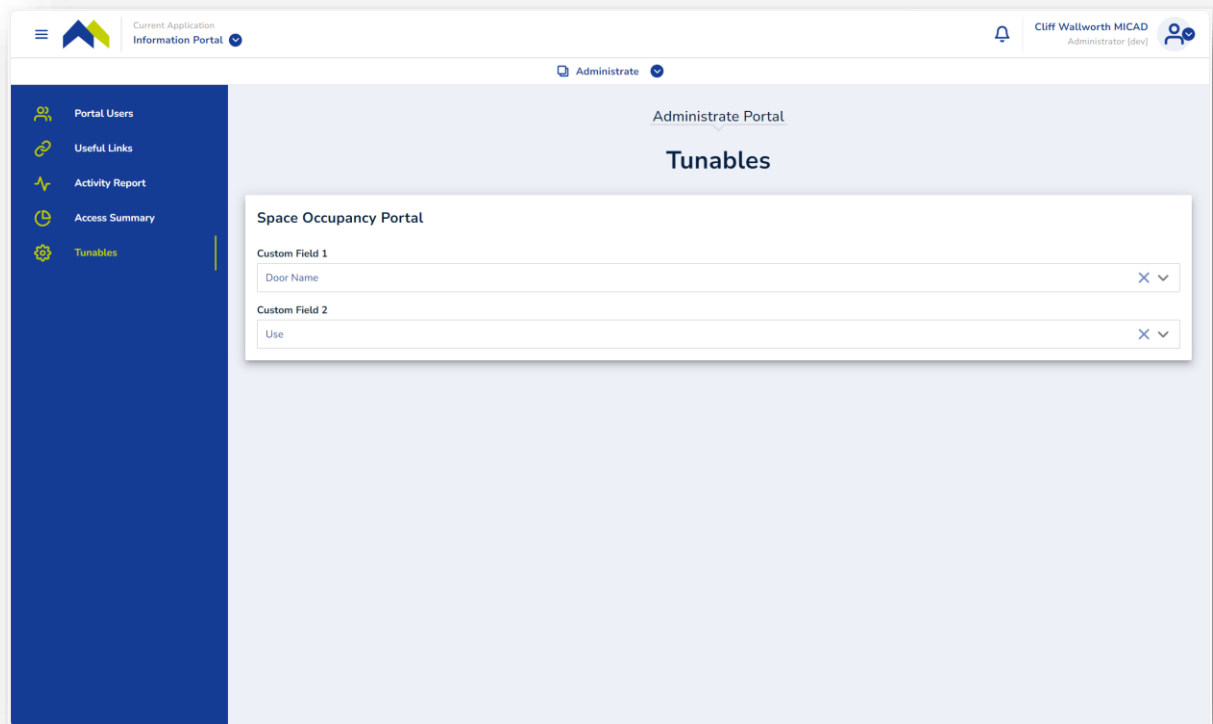 Current Application
Information Portal
Cliff Wallworth MICAD
Administrator [dev]
Administrate
Portal Users
Useful Links
Activity Report
Access Summary
Tunables
Administrate Portal
Tunables
Space Occupancy Portal
Custom Field 1
Door Name
Custom Field 2
Use